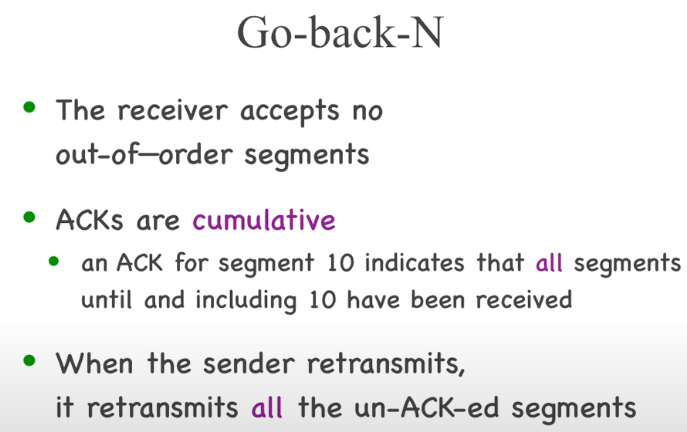 Go-back-N
• The receiver accepts no
out-of—order segments
• ACKs are cumulative
• an ACK for segment 10 indicates that all segments
until and including 10 have been received
• When the sender retransmits,
it retransmits all the un-ACK-ed segments